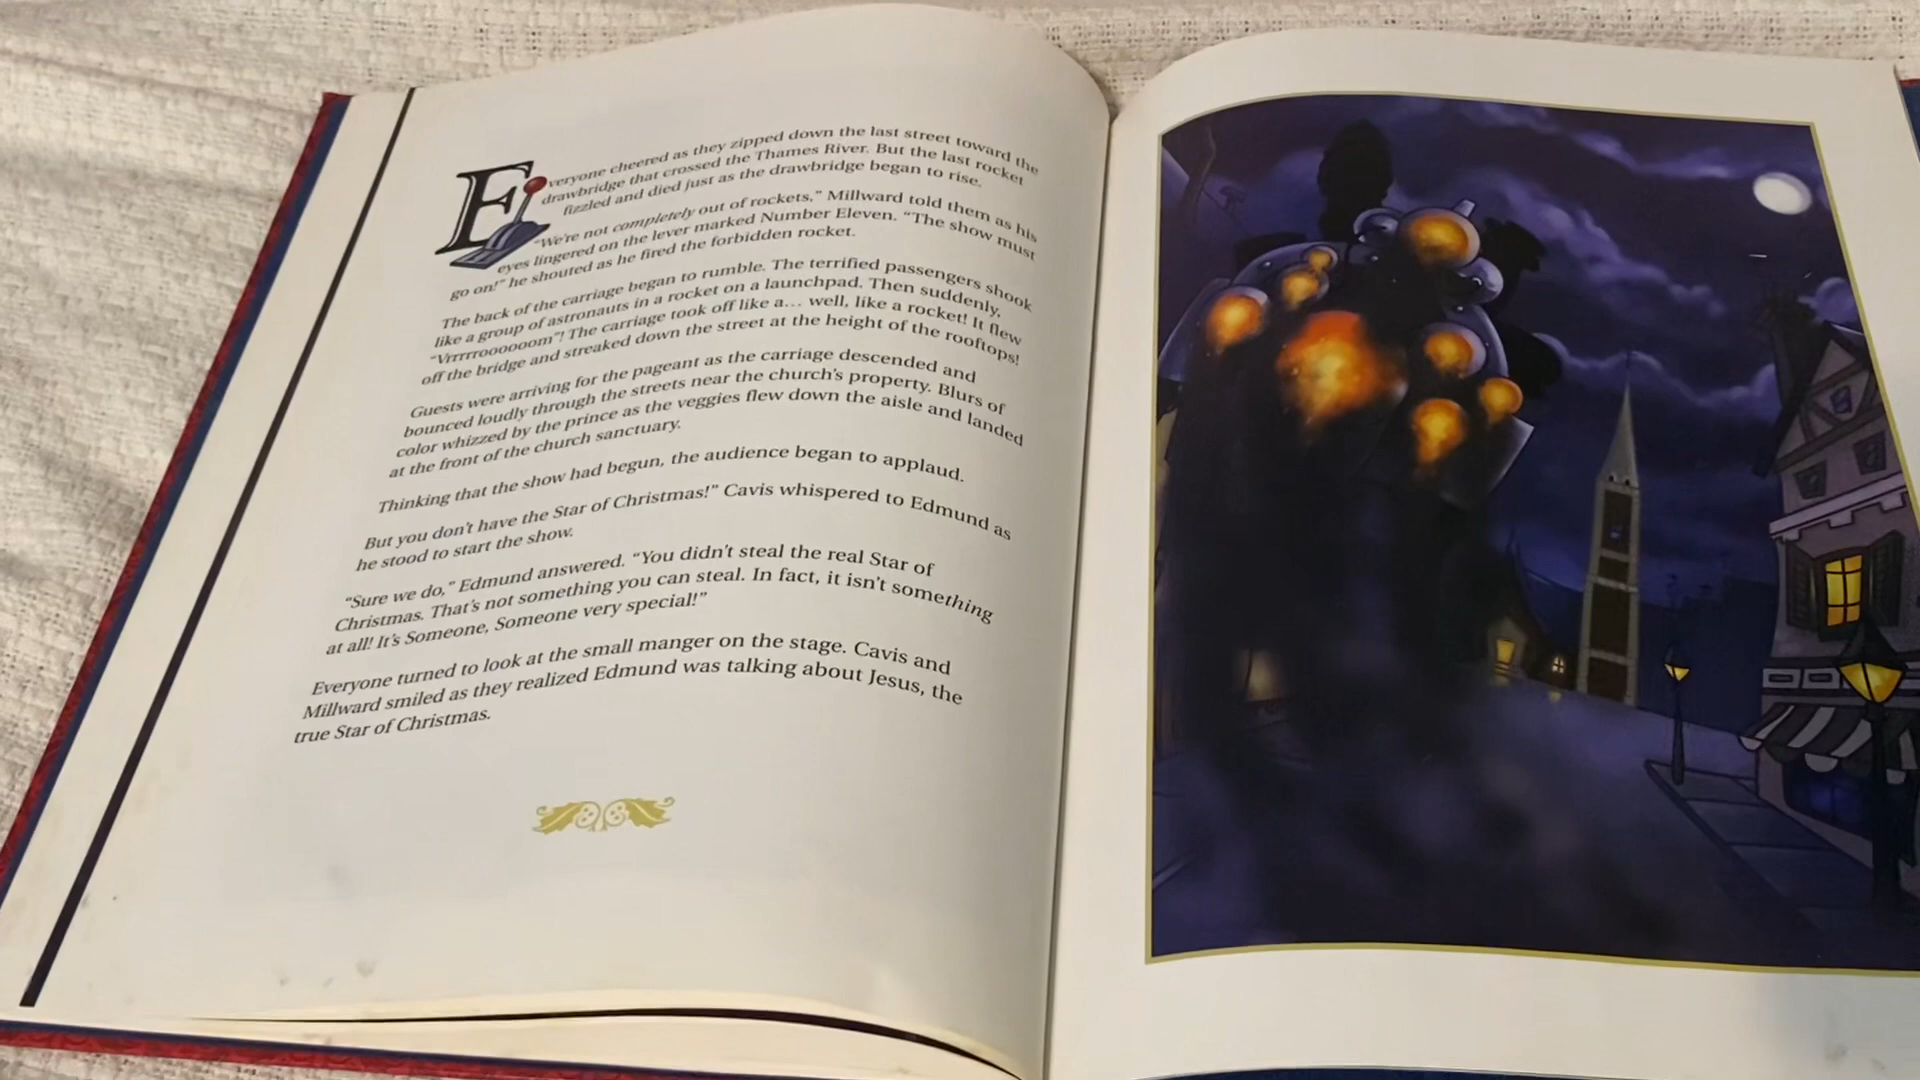 Everyone cheered as they zipped down the last street toward the
drawbridge that crossed the Thames River. But the last rocket
fizzled and died just as the drawbridge began to rise.
“We’re not completely out of rockets,” Millward told them as his
eyes lingered on the lever marked Number Eleven. “The show must
go on!” he shouted as he fired the forbidden rocket.
The back of the carriage began to rumble. The terrified passengers shook
like a group of astronauts in a rocket on a launchpad. Then suddenly,
“Vrrrrroooooom”! The carriage took off like a... well, like a rocket! It flew
off the bridge and streaked down the street at the height of the rooftops!
Guests were arriving for the pageant as the carriage descended and
bounced loudly through the streets near the church’s property. Blurs of
color whizzed by the prince as the veggies flew down the aisle and landed
at the front of the church sanctuary.
Thinking that the show had begun, the audience began to applaud.
But you don’t have the Star of Christmas!” Cavis whispered to Edmund as
he stood to start the show.
“Sure we do,” Edmund answered. “You didn’t steal the real Star of
Christmas. That’s not something you can steal. In fact, it isn’t something
at all! It’s Someone, Someone very special!”
Everyone turned to look at the small manger on the stage. Cavis and
Millward smiled as they realized Edmund was talking about Jesus, the
true Star of Christmas.